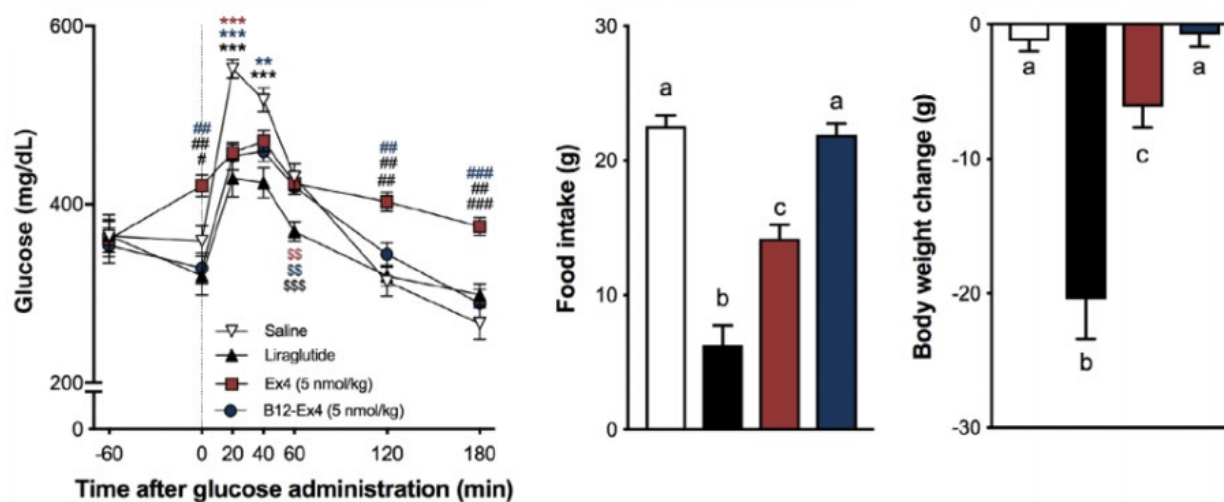 600
400
200
0
Glucose (mg/dL)
##
##
#
***
***
***
**
***
$$
$$
$$$
##
##
##
###
##
###
Saline
Liraglutide
Ex4 (5 nmol/kg)
B12-Ex4 (5 nmol/kg)
-60 0 20 40 60 120 180
Time after glucose administration (min)
30
20
10
0
Food intake (g)
a
b
c
a
0
-10
-20
-30
Body weight change (g)
a
b
c
a